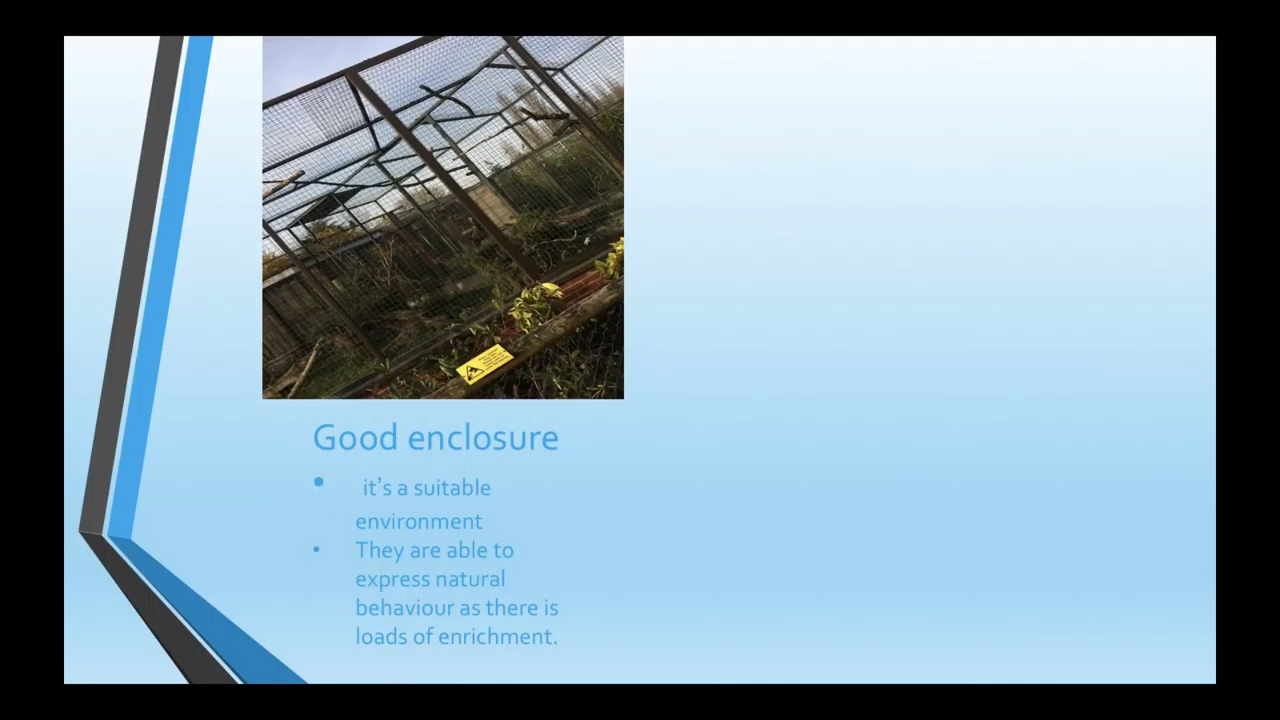 Good enclosure
• it's a suitable
environment
• They are able to
express natural
behaviour as there is
loads of enrichment.